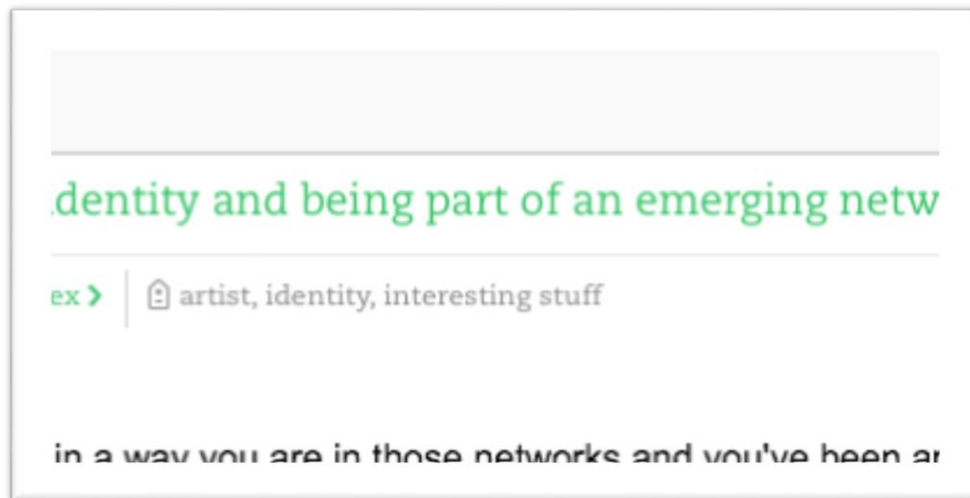 dentity and being part of an emerging netw
ex >
artist, identity, interesting stuff
in a way you are in those networks and you've been ar